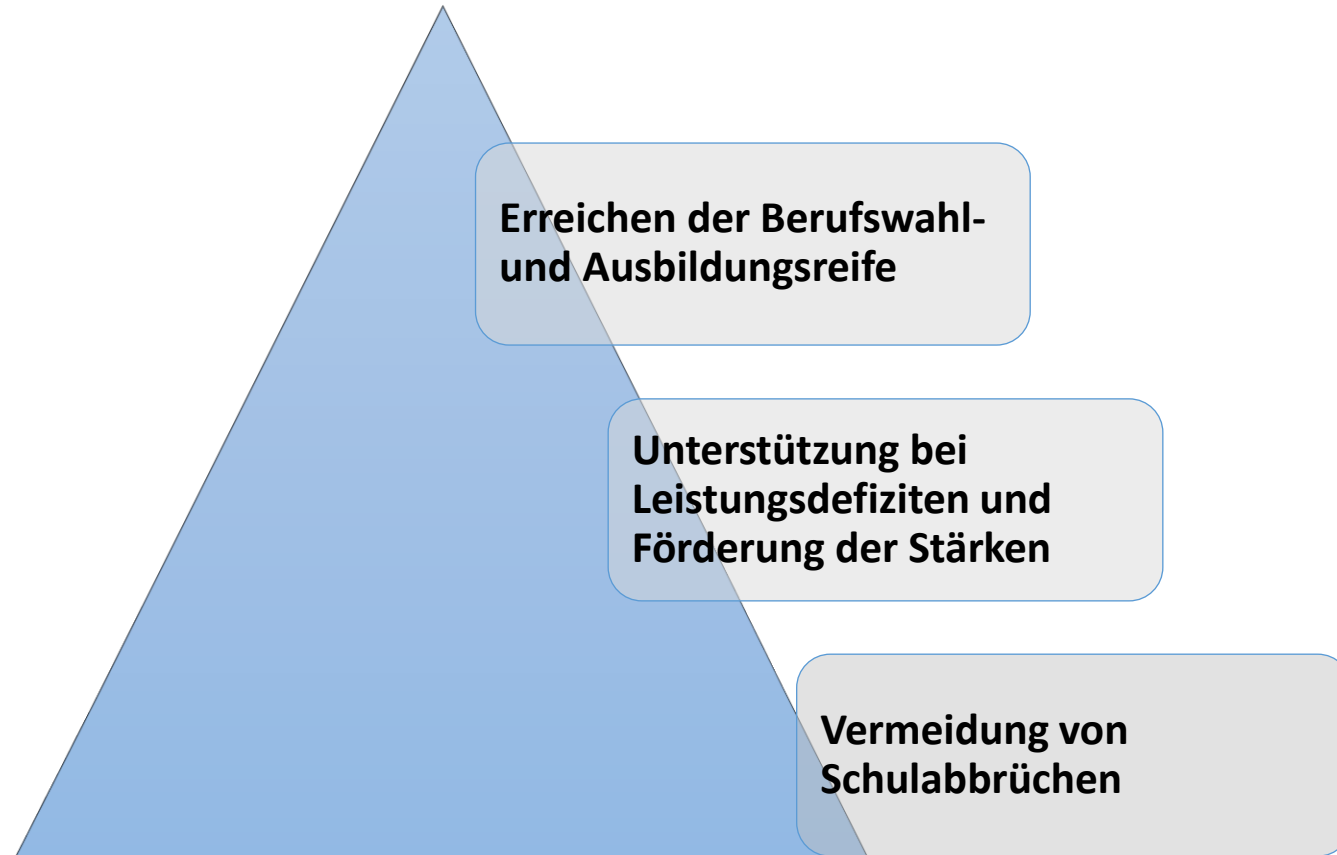 Erreichen der Berufswahl-
und Ausbildungsreife
Unterstützung bei
Leistungsdefiziten und
Förderung der Stärken
Vermeidung von
Schulabbrüchen